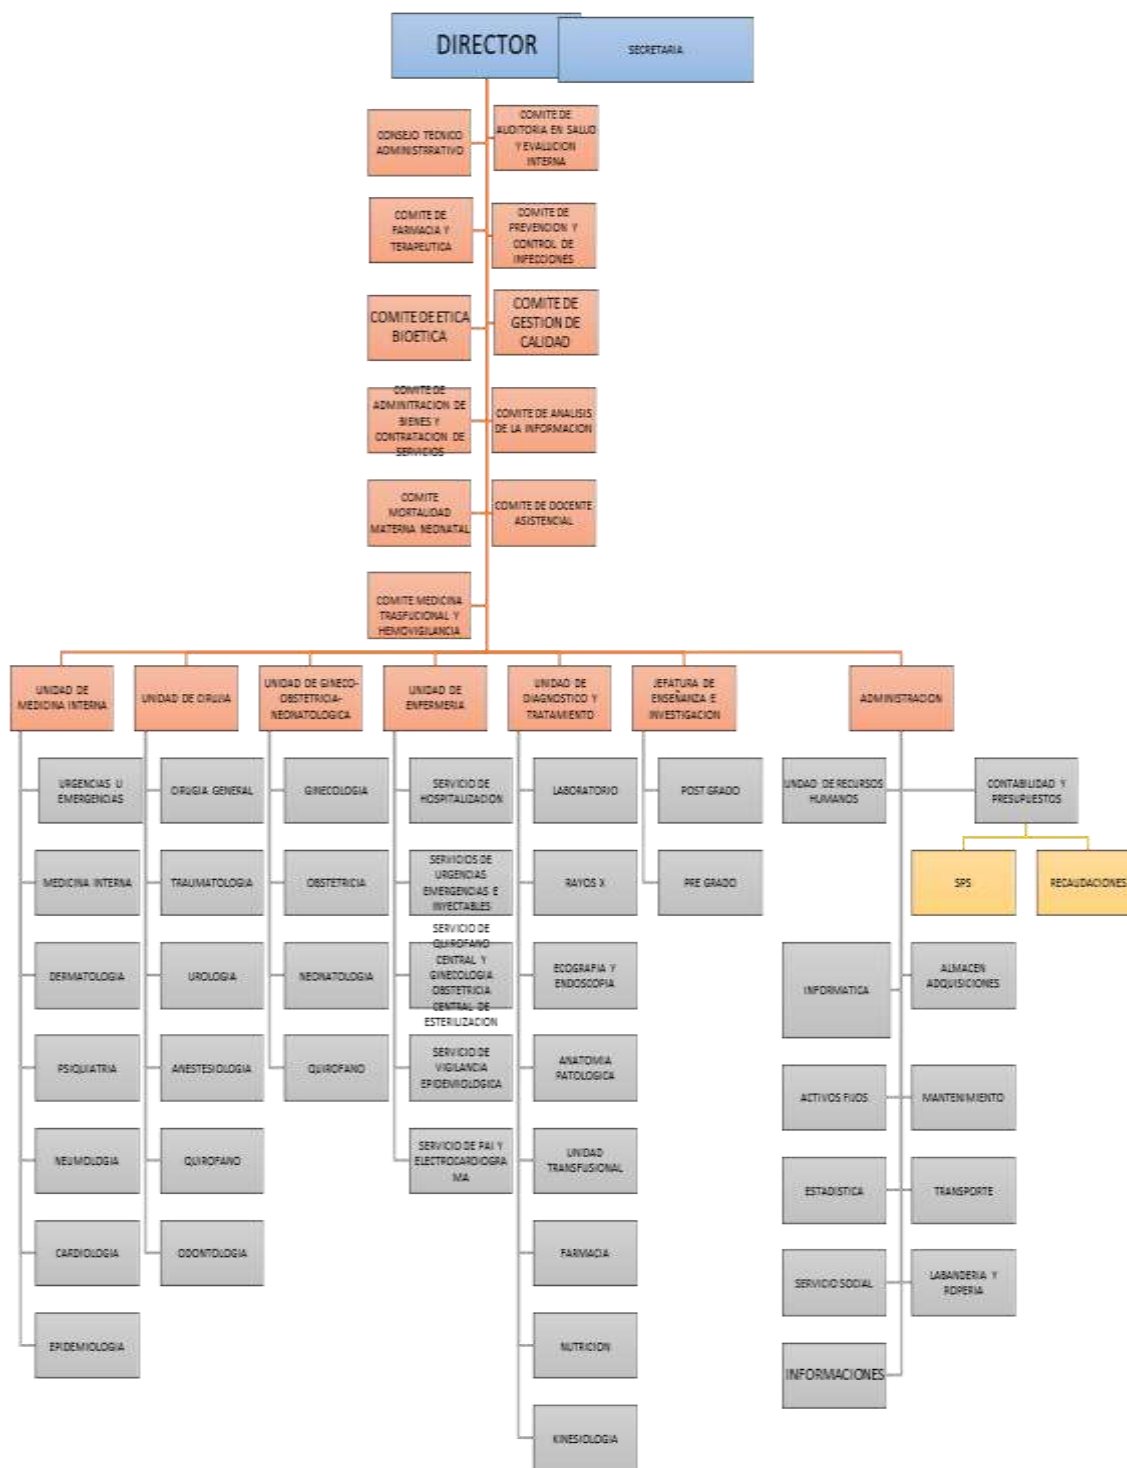 DIRECTOR
SECRETARIA
CONSEJO TECNICO
ADMINISTRRATIVO
COMITE DE
AUDITORIA EN SALUD
Y EVALUCION
INTERNA
COMITE DE
FARMACIA Y
TERAPEUTICA
COMITE DE
PREVENCION Y
CONTROL DE
INFECCIONES
COMITE DE ETICA
BIOETICA
COMITE DE
GESTION DE
CALIDAD
COMITE DE
ADMINITRACION DE
BIENES Y
CONTRATACION DE
SERVICIOS
COMITE DE ANALISIS
DE LA INFORMACION
COMITE
MORTALIDAD
MATERNA NEONATAL
COMITE DE DOCENTE
ASISTENCIAL
COMITE MEDICINA
TRASFUCIONAL Y
HEMOVIGILANCIA
UNIDAD DE
MEDICINA INTERNA
UNIDAD DE CIRUJIA
UNIDAD DE GINECO-
OBSTETRICIA-
NEONATOLOGICA
UNIDAD DE
ENFERMERIA
UNIDAD DE
DIAGNOSTICO Y
TRATAMIENTO
JEFATURA DE
ENSEÑANZA E
INVESTIGACION
ADMINISTRACION
URGENCIAS U
EMERGENCIAS
MEDICINA INTERNA
DERMATOLOGIA
PSIQUIATRIA
NEUMOLOGIA
CARDIOLOGIA
EPIDEMIOLOGIA
CIRUGIA GENERAL
TRAUMATOLOGIA
UROLOGIA
ANESTESIOLOGIA
QUIROFANO
ODONTOLOGIA
GINECOLOGIA
OBSTETRICIA
NEONATOLOGIA
QUIROFANO
SERVICIO DE
HOSPITALIZACION
SERVICIOS DE
URGENCIAS
EMERGENCIAS E
INYECTABLES
SERVICIO DE
QUIROFANO
CENTRAL Y
GINECOLOGIA
OBSTETRICIA
CENTRAL DE
ESTERILIZACION
SERVICIO DE
VIGILANCIA
EPIDEMIOLOGICA
SERVICIO DE PAI Y
ELECTROCARDIOGRA
MA
LABORATORIO
RAYOS X
ECOGRAFIA Y
ENDOSCOPIA
ANATOMIA
PATOLOGICA
UNIDAD
TRANSFUSIONAL
FARMACIA
NUTRICION
KINESIOLOGIA
POST GRADO
PRE GRADO
UNDAD DE RECURSOS
HUMANOS
CONTABILIDAD Y
PRESUPUESTOS
SPS
RECAUDACIONES
INFORMATICA
ALMACEN
ADQUISICIONES
ACTIVOS FIJOS
MANTENIMIENTO
ESTADISTICA
TRANSPORTE
SERVICIO SOCIAL
LABANDERIA Y
ROPERIA
INFORMACIONES